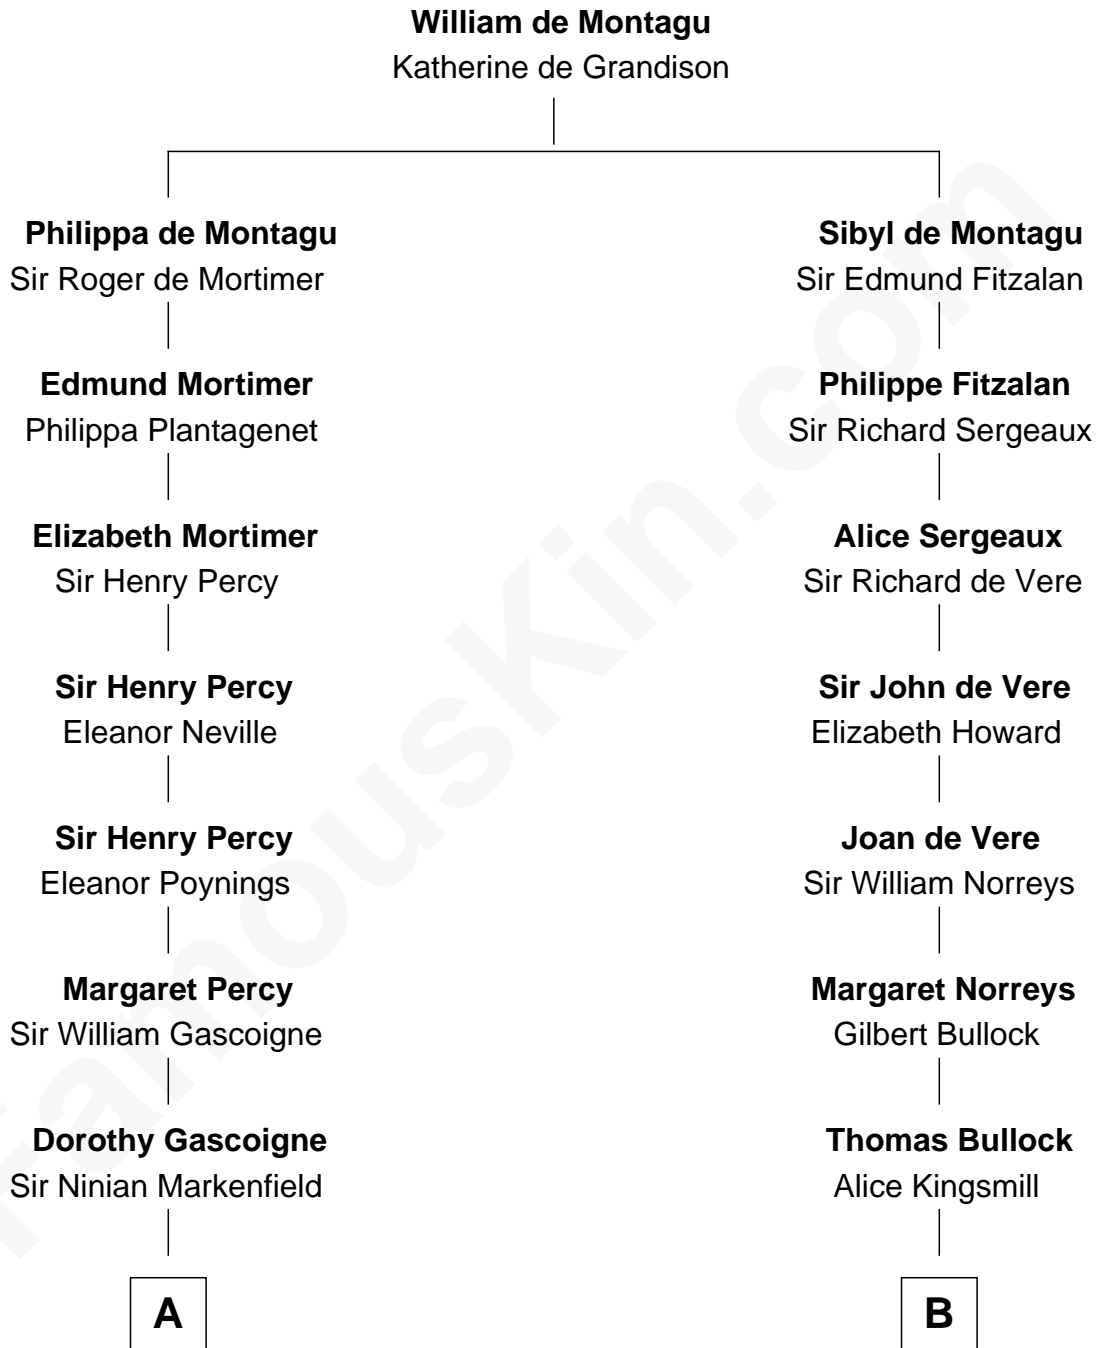 William de Montagu
Katherine de Grandison
Philippa de Montagu
Sir Roger de Mortimer
Sibyl de Montagu
Sir Edmund Fitzalan
Edmund Mortimer
Philippa Plantagenet
Philippe Fitzalan
Sir Richard Sergeaux
Elizabeth Mortimer
Sir Henry Percy
Alice Sergeaux
Sir Richard de Vere
Sir Henry Percy
Eleanor Neville
Sir John de Vere
Elizabeth Howard
Sir Henry Percy
Eleanor Poynings
Joan de Vere
Sir William Norreys
Margaret Percy
Sir William Gascoigne
Margaret Norreys
Gilbert Bullock
Dorothy Gascoigne
Sir Ninian Markenfield
Thomas Bullock
Alice Kingsmill
A
B
FamousKin.com